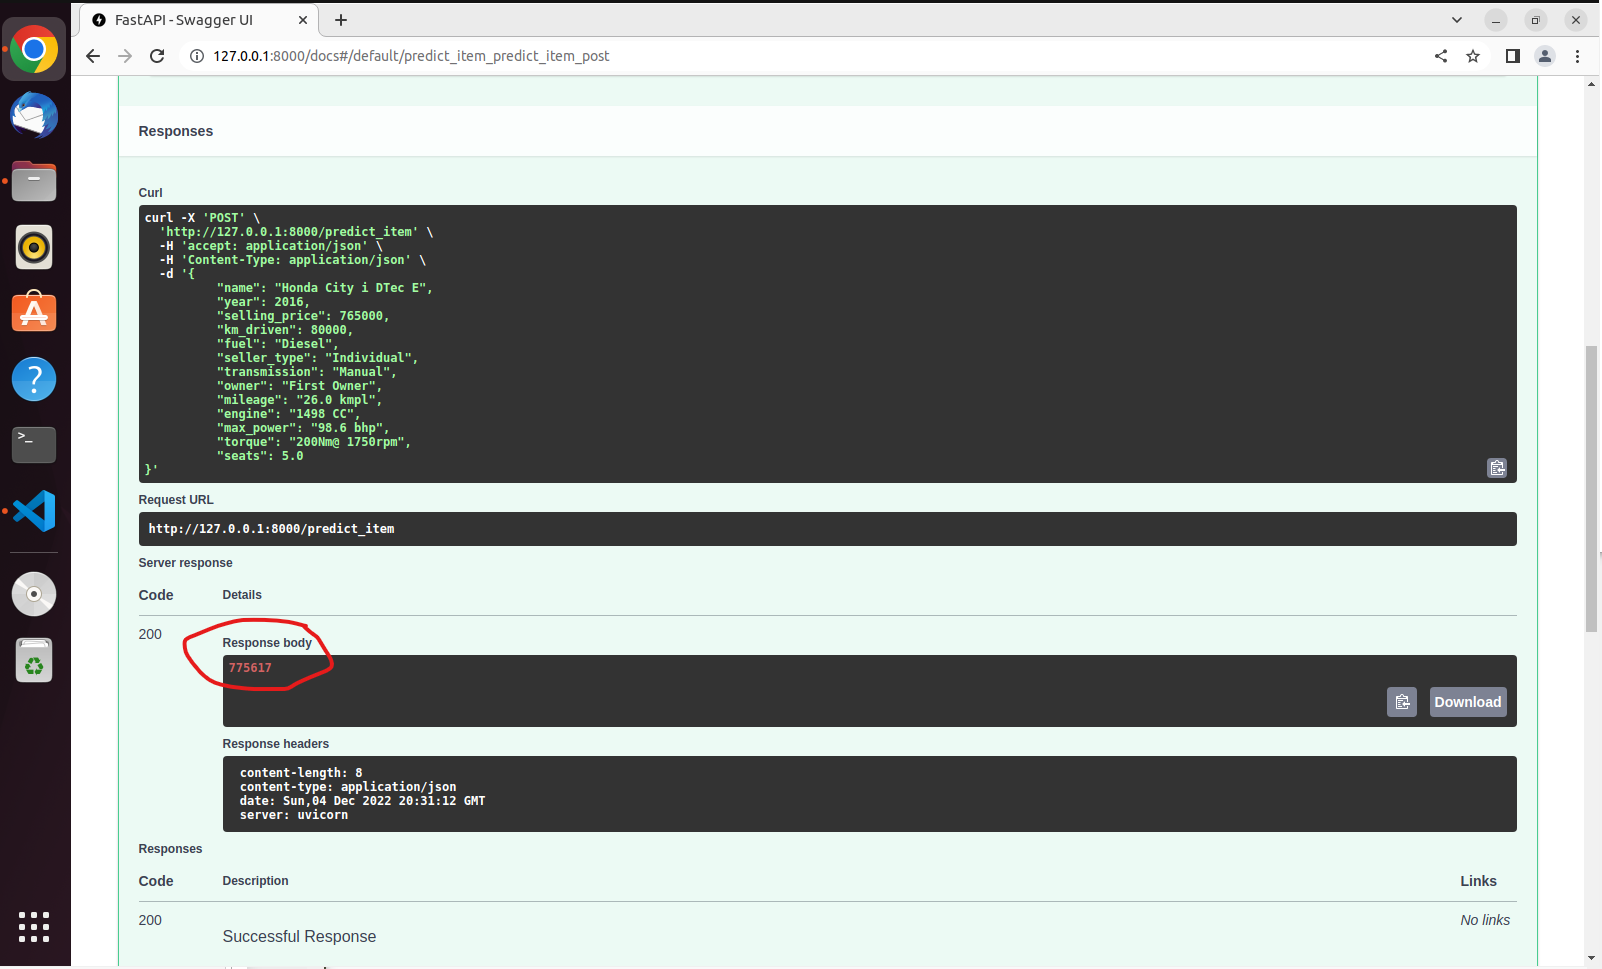 FastAPI - Swagger UI
127.0.0.1:8000/docs#/default/predict_item_predict_item_post
Responses
Curl
curl -X 'POST' \
  'http://127.0.0.1:8000/predict_item' \
  -H 'accept: application/json' \
  -H 'Content-Type: application/json' \
  -d '{
          "name": "Honda City i DTec E",
          "year": 2016,
          "selling_price": 765000,
          "km_driven": 80000,
          "fuel": "Diesel",
          "seller_type": "Individual",
          "transmission": "Manual",
          "owner": "First Owner",
          "mileage": "26.0 kmpl",
          "engine": "1498 CC",
          "max_power": "98.6 bhp",
          "torque": "200Nm@ 1750rpm",
          "seats": 5.0
}'
Request URL
http://127.0.0.1:8000/predict_item
Server response
Code Details
200
Response body
775617
Download
Response headers
content-length: 8
content-type: application/json
date: Sun,04 Dec 2022 20:31:12 GMT
server: uvicorn
Responses
Code Description Links
200 No links
Successful Response